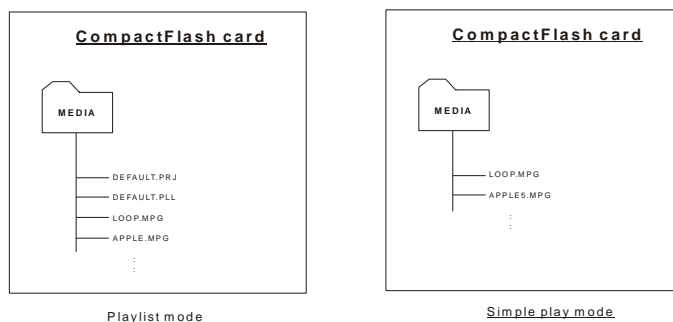 CompactFlash card
MEDIA
DEFAULT.PRJ
DEFAULT.PLL
LOOP.MPG
APPLE.MPG
:
:
Playlist mode
CompactFlash card
MEDIA
LOOP.MPG
APPLE5.MPG
:
:
Simple play mode